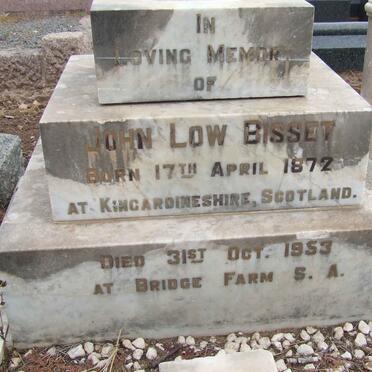 IN
LOVING MEMORY
OF
JOHN LOW BISSET
BORN 17TH APRIL 1872
AT KINCARDINESHIRE, SCOTLAND.
DIED 31ST OCT. 1953
AT BRIDGE FARM S. A.